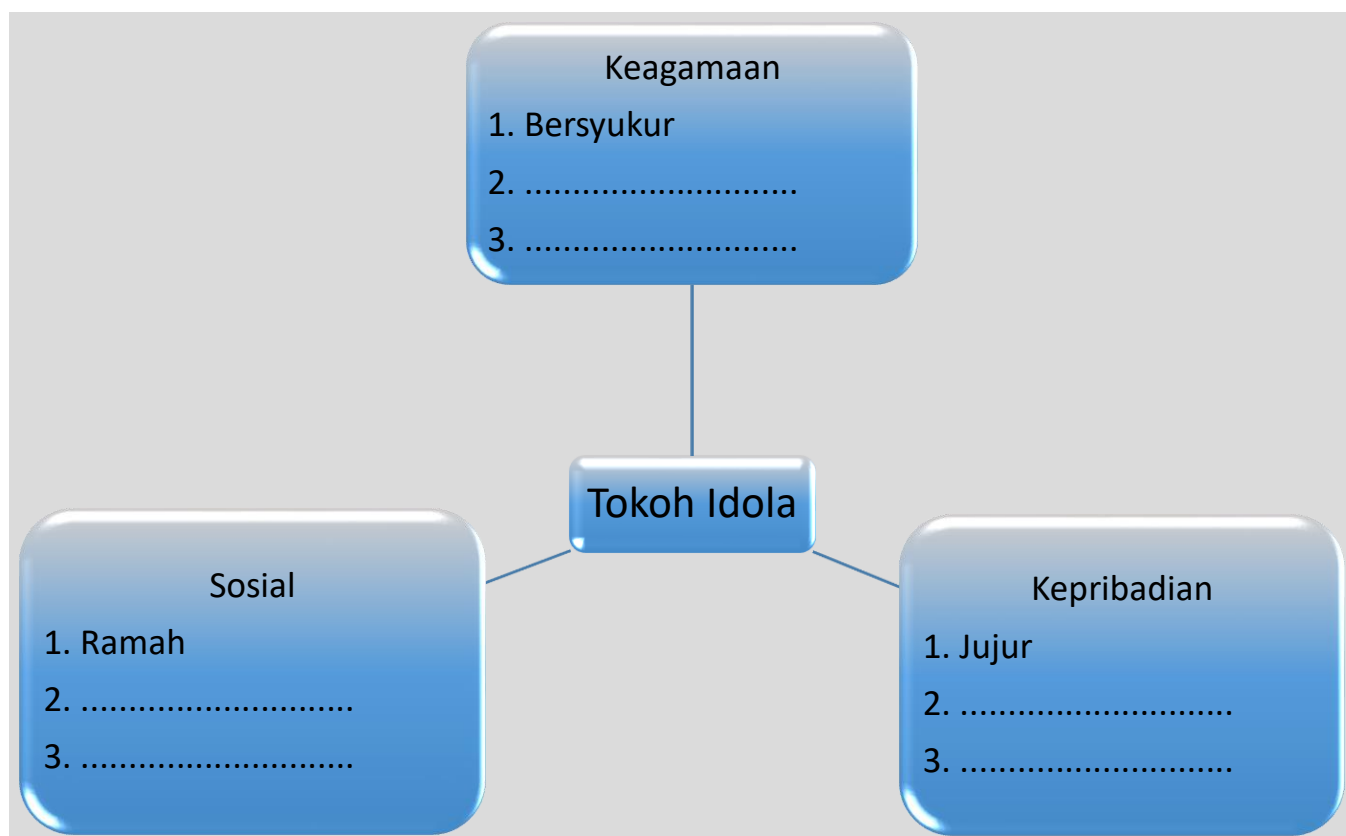 Keagamaan
1. Bersyukur
2. ............................
3. ............................
Tokoh Idola
Sosial
1. Ramah
2. ............................
3. ............................
Kepribadian
1. Jujur
2. ............................
3. ............................